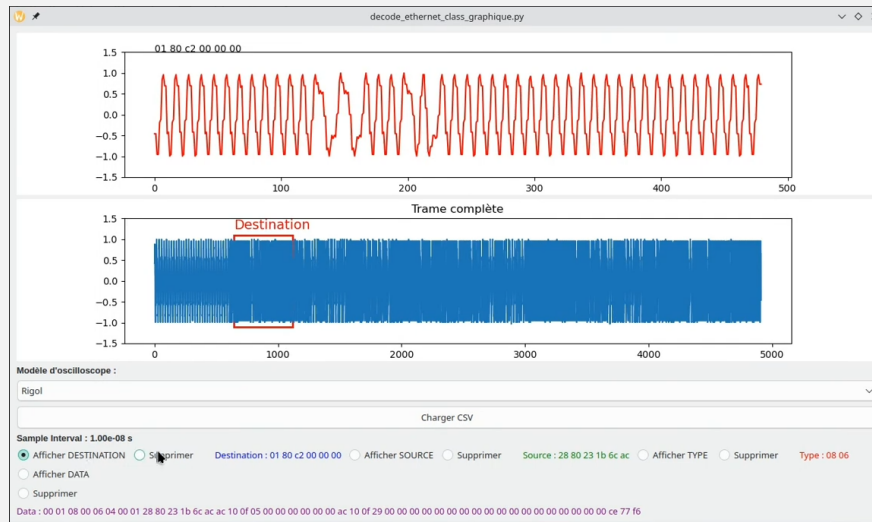 decode_ethernet_class_graphique.py
01 80 c2 00 00 00
1.5
1.0
0.5
0.0
−0.5
−1.0
−1.5
0 100 200 300 400 500
Trame complète
Destination
1.5
1.0
0.5
0.0
−0.5
−1.0
−1.5
0 1000 2000 3000 4000 5000
Modèle d'oscilloscope :
Rigol
Charger CSV
Sample Interval : 1.00e-08 s
Afficher DESTINATION Supprimer Destination : 01 80 c2 00 00 00 Afficher SOURCE Supprimer Source : 28 80 23 1b 6c ac Afficher TYPE Supprimer Type : 08 06
Afficher DATA
Supprimer
Data : 00 01 08 00 06 04 00 01 28 80 23 1b 6c ac ac 10 0f 05 00 00 00 00 00 00 ac 10 0f 29 00 00 00 00 00 00 00 00 00 00 00 00 00 00 00 00 00 00 ce 77 f6